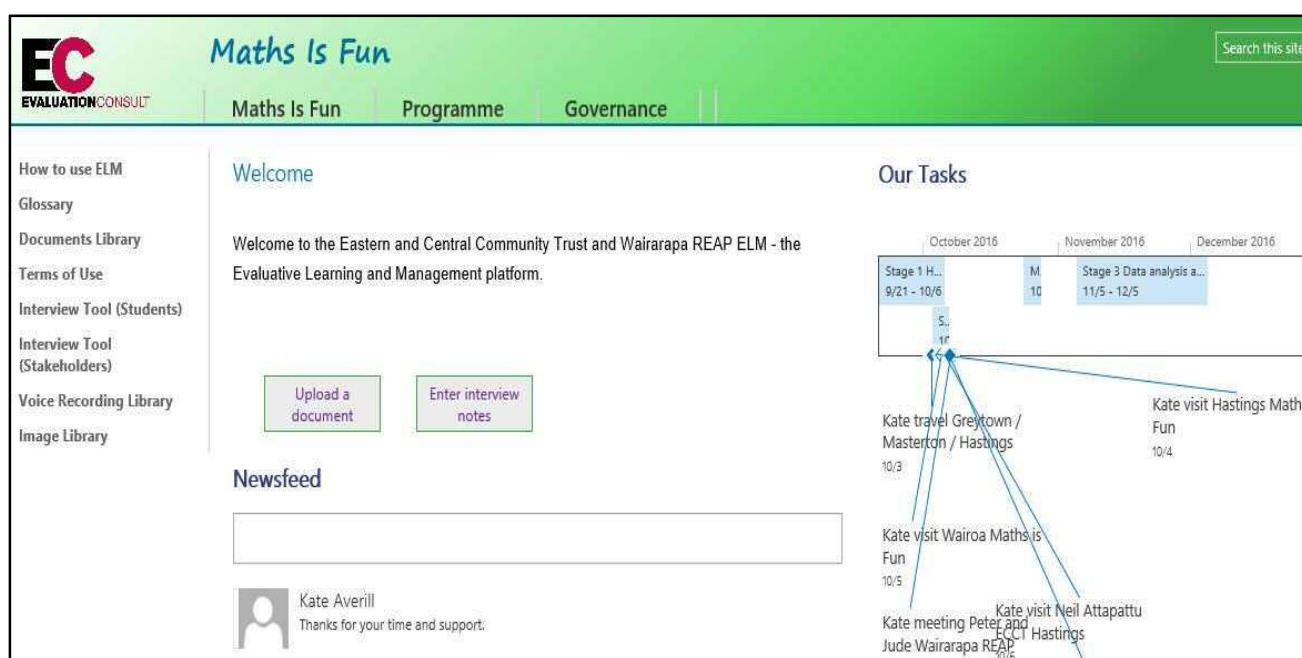 EC
EVALUATIONCONSULT
Maths Is Fun
Search this site
Maths Is Fun
Programme
Governance
How to use ELM
Glossary
Documents Library
Terms of Use
Interview Tool (Students)
Interview Tool
(Stakeholders)
Voice Recording Library
Image Library
Welcome
Welcome to the Eastern and Central Community Trust and Wairarapa REAP ELM - the
Evaluative Learning and Management platform.
Upload a
document
Enter interview
notes
Newsfeed
Kate Averill
Thanks for your time and support.
Our Tasks
October 2016
November 2016
December 2016
Stage 1 H...
9/21 - 10/6
M
10
Stage 3 Data analysis a...
11/5 - 12/5
S..
Kate travel Greytown /
Masterton / Hastings
10/3
Kate visit Hastings Math
Fun
10/4
Kate visit Wairoa Maths is
Fun
10/5
Kate visit Neil Attapattu
ECCT Hastings
Kate meeting Peter and
Jude Wairarapa REAP